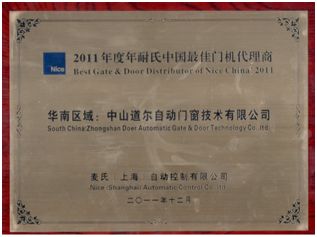 Nice
2011年度年耐氏中国最佳门机代理商
Best Gate & Door Distributor of Nice China 2011
华南区域：中山道尔自动门窗技术有限公司
South China:Zhongshan Doer Automatic Gate & Door Technology Co.,ltd.
麦氏（上海）自动控制有限公司
Nice (Shanghai) Automatic Control Co.,ltd
二〇一一年十二月